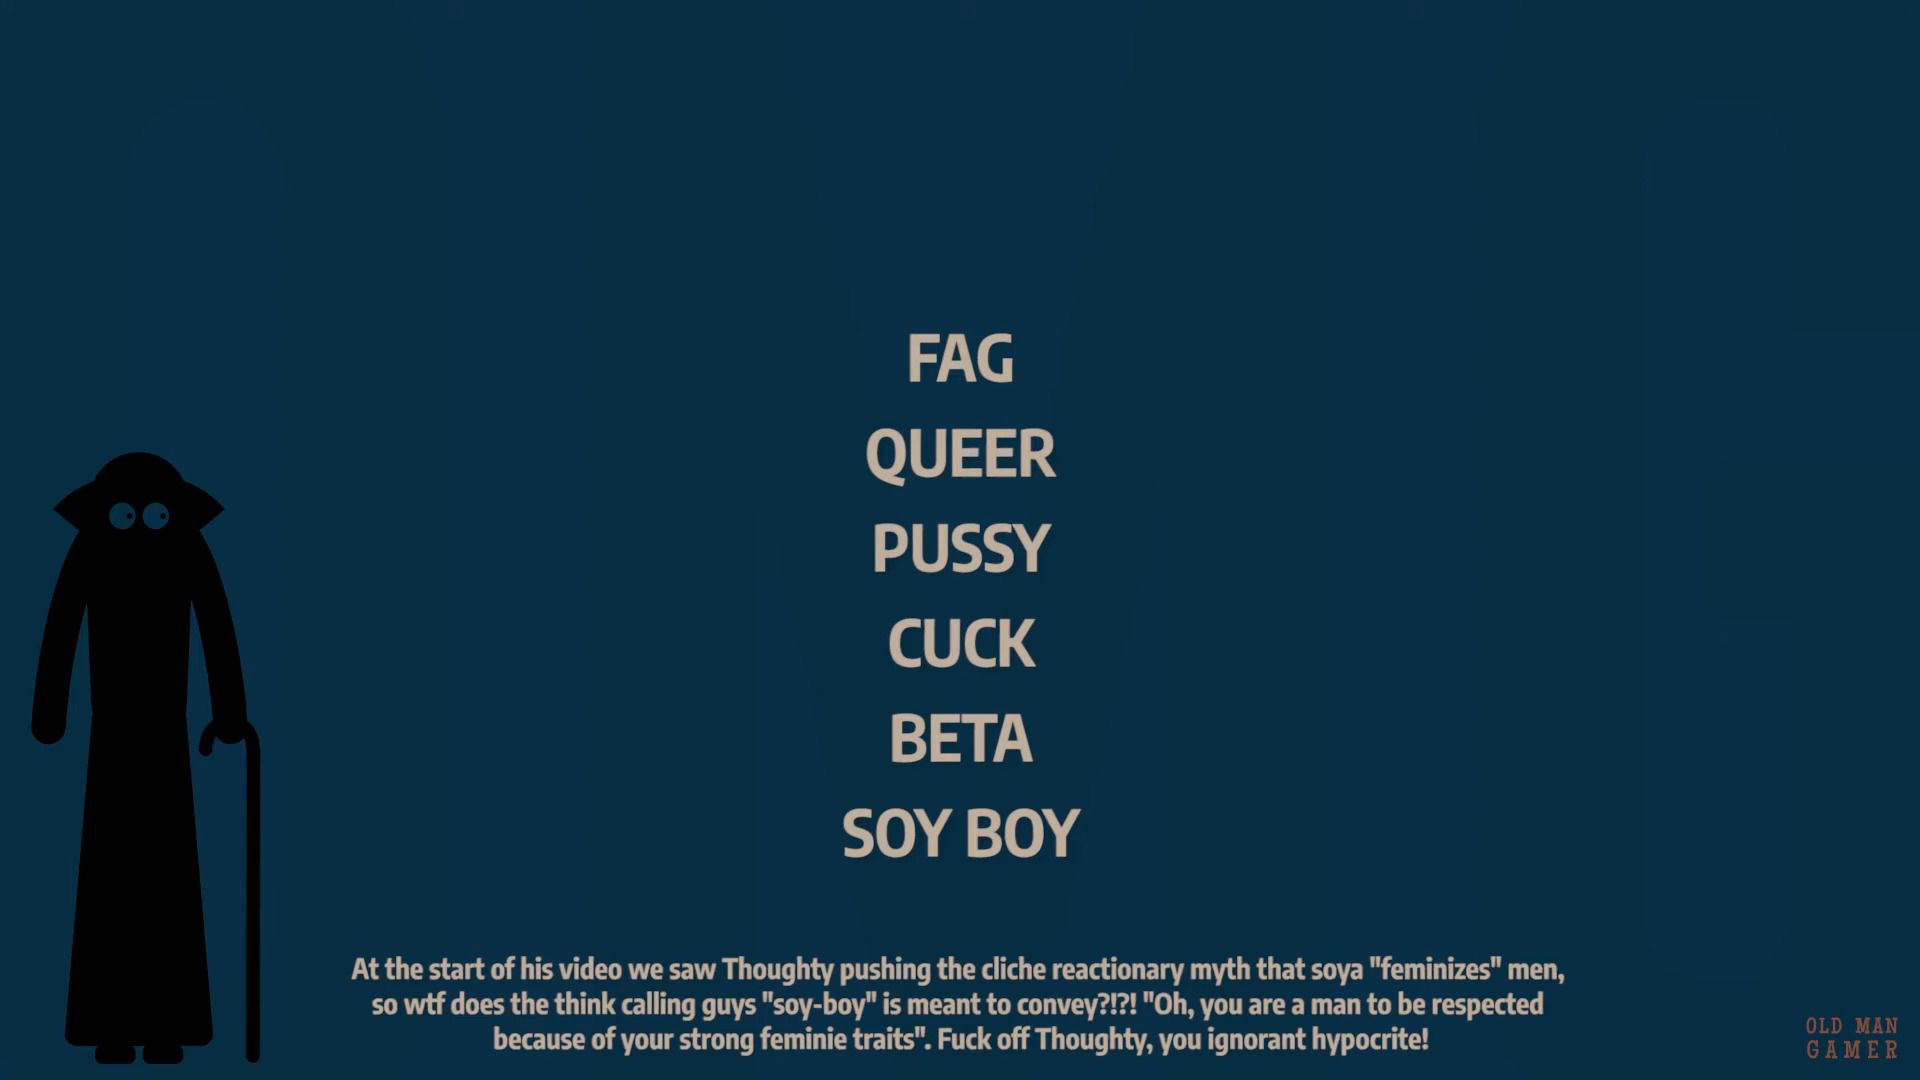 FAG
QUEER
PUSSY
CUCK
BETA
SOY BOY
At the start of his video we saw Thoughty pushing the cliche reactionary myth that soya "feminizes" men,
so wtf does the think calling guys "soy-boy" is meant to convey?!?! "Oh, you are a man to be respected
because of your strong feminie traits". Fuck off Thoughty, you ignorant hypocrite!
OLD MAN
GAMER